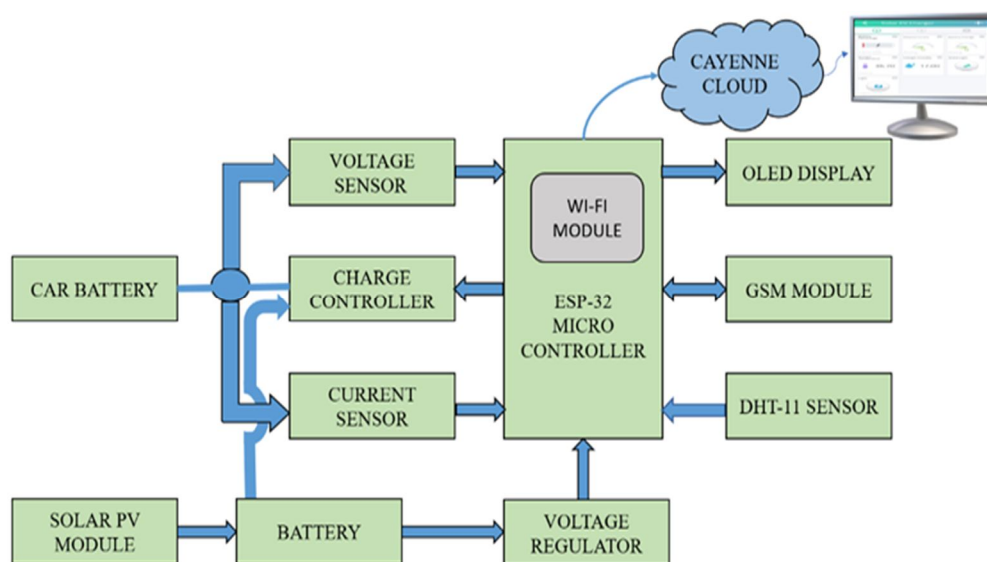 CAYENNE
CLOUD
VOLTAGE
SENSOR
OLED DISPLAY
WI-FI
MODULE
CAR BATTERY
CHARGE
CONTROLLER
ESP-32
MICRO
CONTROLLER
GSM MODULE
CURRENT
SENSOR
DHT-11 SENSOR
SOLAR PV
MODULE
BATTERY
VOLTAGE
REGULATOR